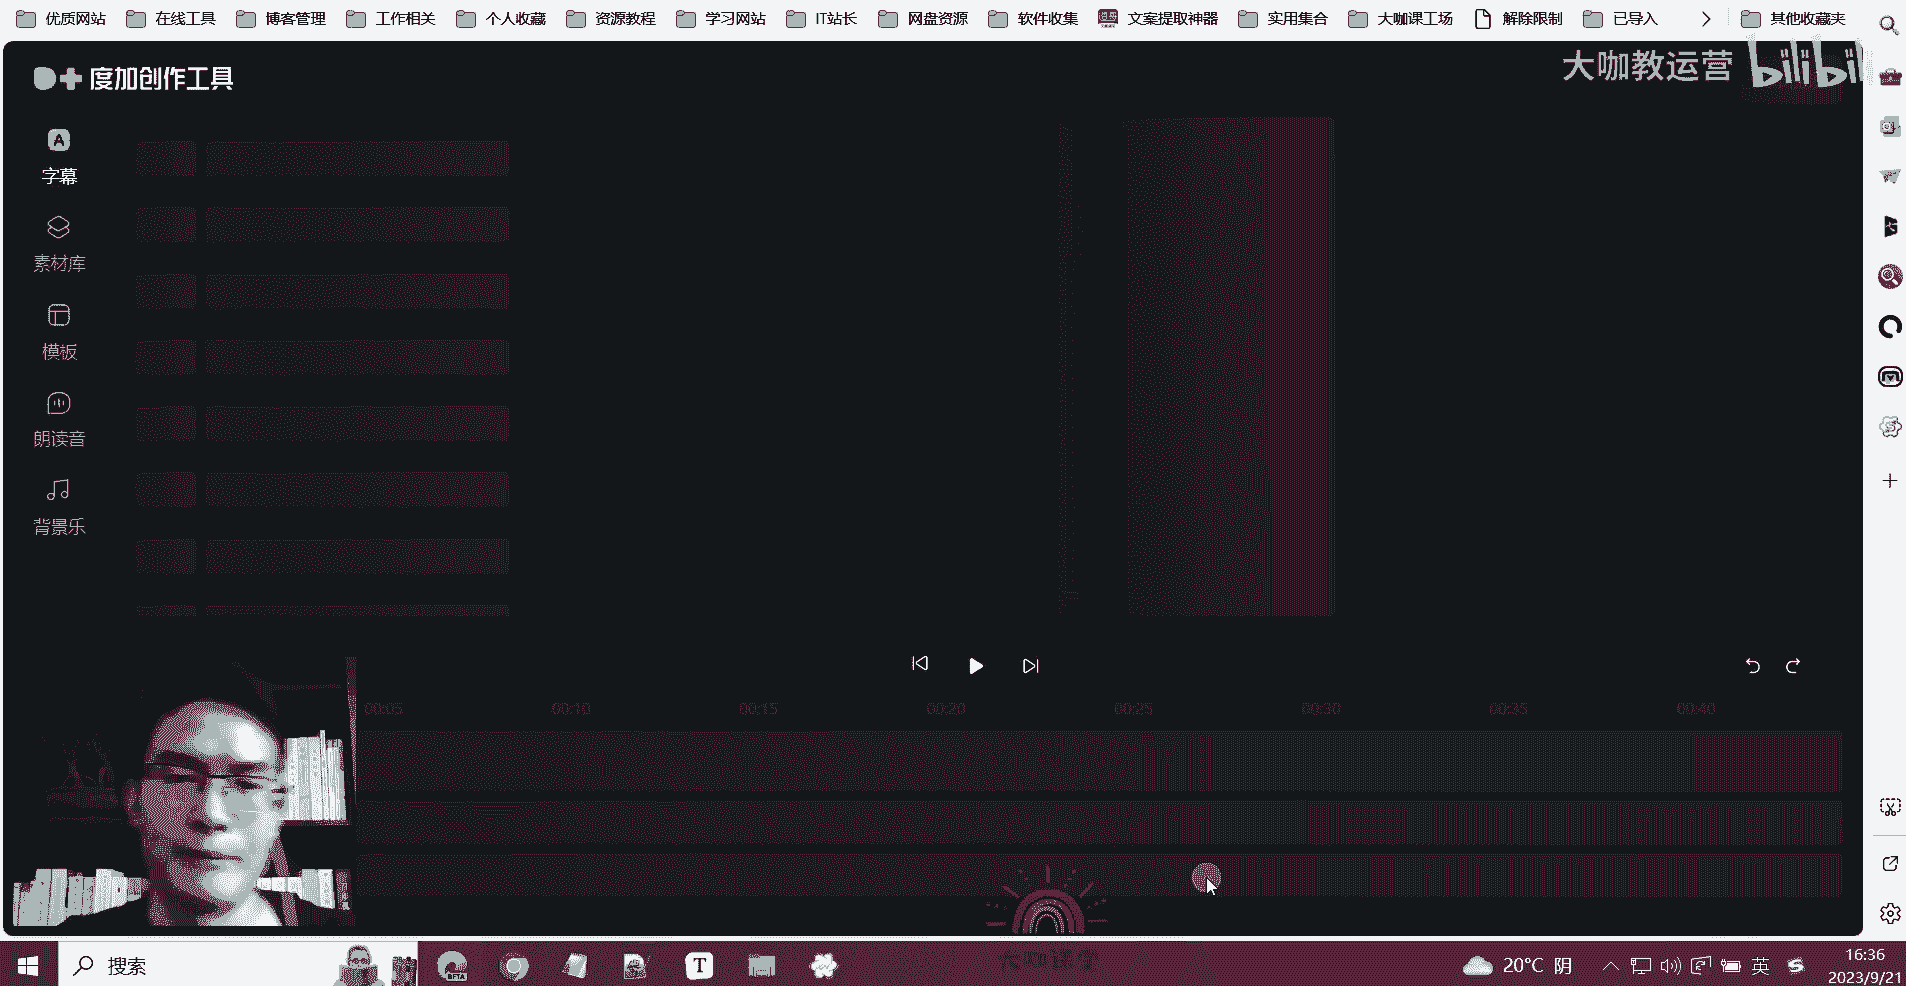 优质网站 在线工具 博客管理 工作相关 个人收藏 资源教程 学习网站 IT站长 网盘资源 软件收集 文案提取神器 实用集合 大咖课工场 解除限制 已导入 其他收藏夹
度加创作工具
大咖教运营 bilibili
A
字幕
素材库
模板
朗读音
背景乐
00:05 00:10 00:15 00:20 00:25 00:30 00:35 00:40
大咖课堂
搜索
BETA
T
20°C 阴
英
16:36
2023/9/21